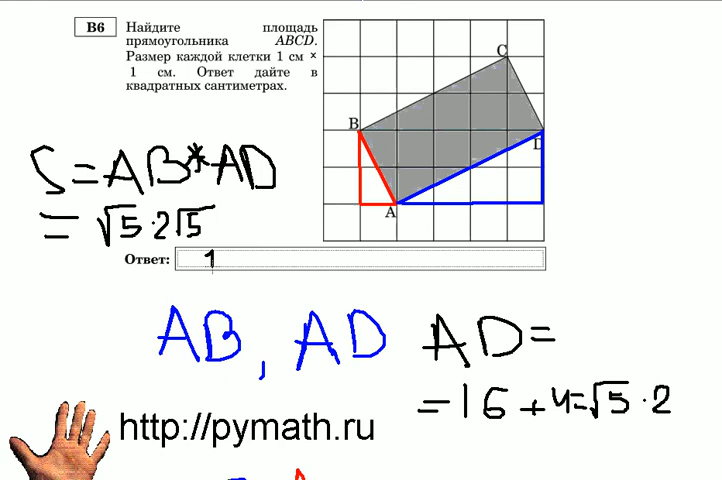 В6 Найдите площадь
прямоугольника ABCD.
Размер каждой клетки 1 см ×
1 см. Ответ дайте в
квадратных сантиметрах.
C
B
D
A
S=AB*AD
=√5·2√5
Ответ: 1
AB, AD
AD=
=16+4=√5·2
http://pymath.ru